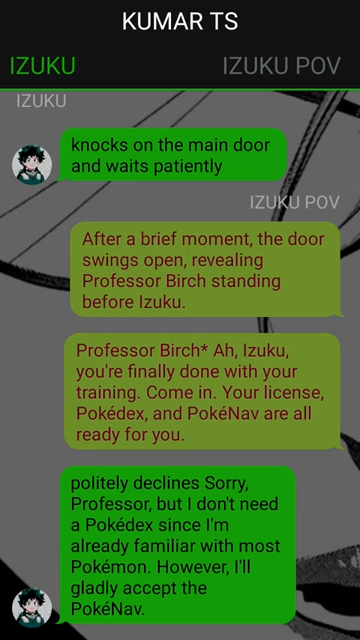 KUMAR TS
IZUKU
IZUKU POV
IZUKU
knocks on the main door
and waits patiently
IZUKU POV
After a brief moment, the door
swings open, revealing
Professor Birch standing
before Izuku.
Professor Birch* Ah, Izuku,
you're finally done with your
training. Come in. Your license,
Pokédex, and PokéNav are all
ready for you.
politely declines Sorry,
Professor, but I don't need
a Pokédex since I'm
already familiar with most
Pokémon. However, I'll
gladly accept the
PokéNav.